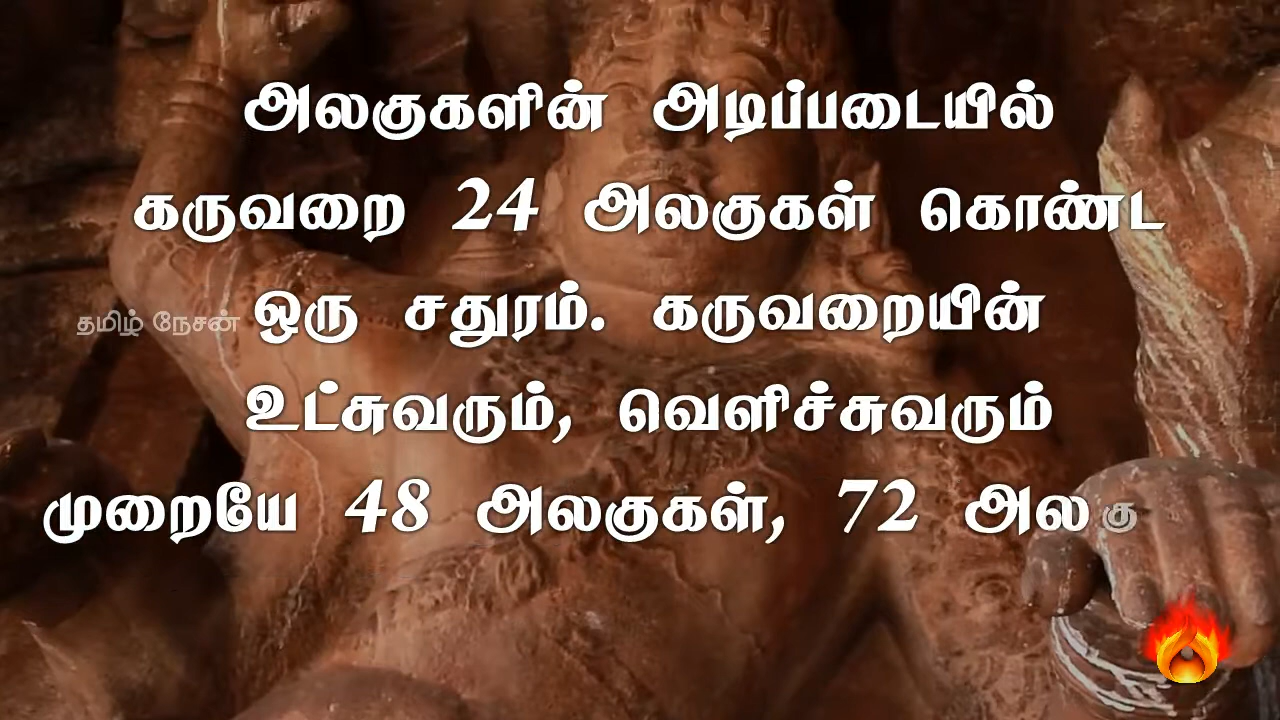 அலகுகளின் அடிப்படையில்
கருவறை 24 அலகுகள் கொண்ட
தமிழ் நேசன்
ஒரு சதுரம். கருவறையின்
உட்சுவரும், வெளிச்சுவரும்
முறையே 48 அலகுகள், 72 அலகு